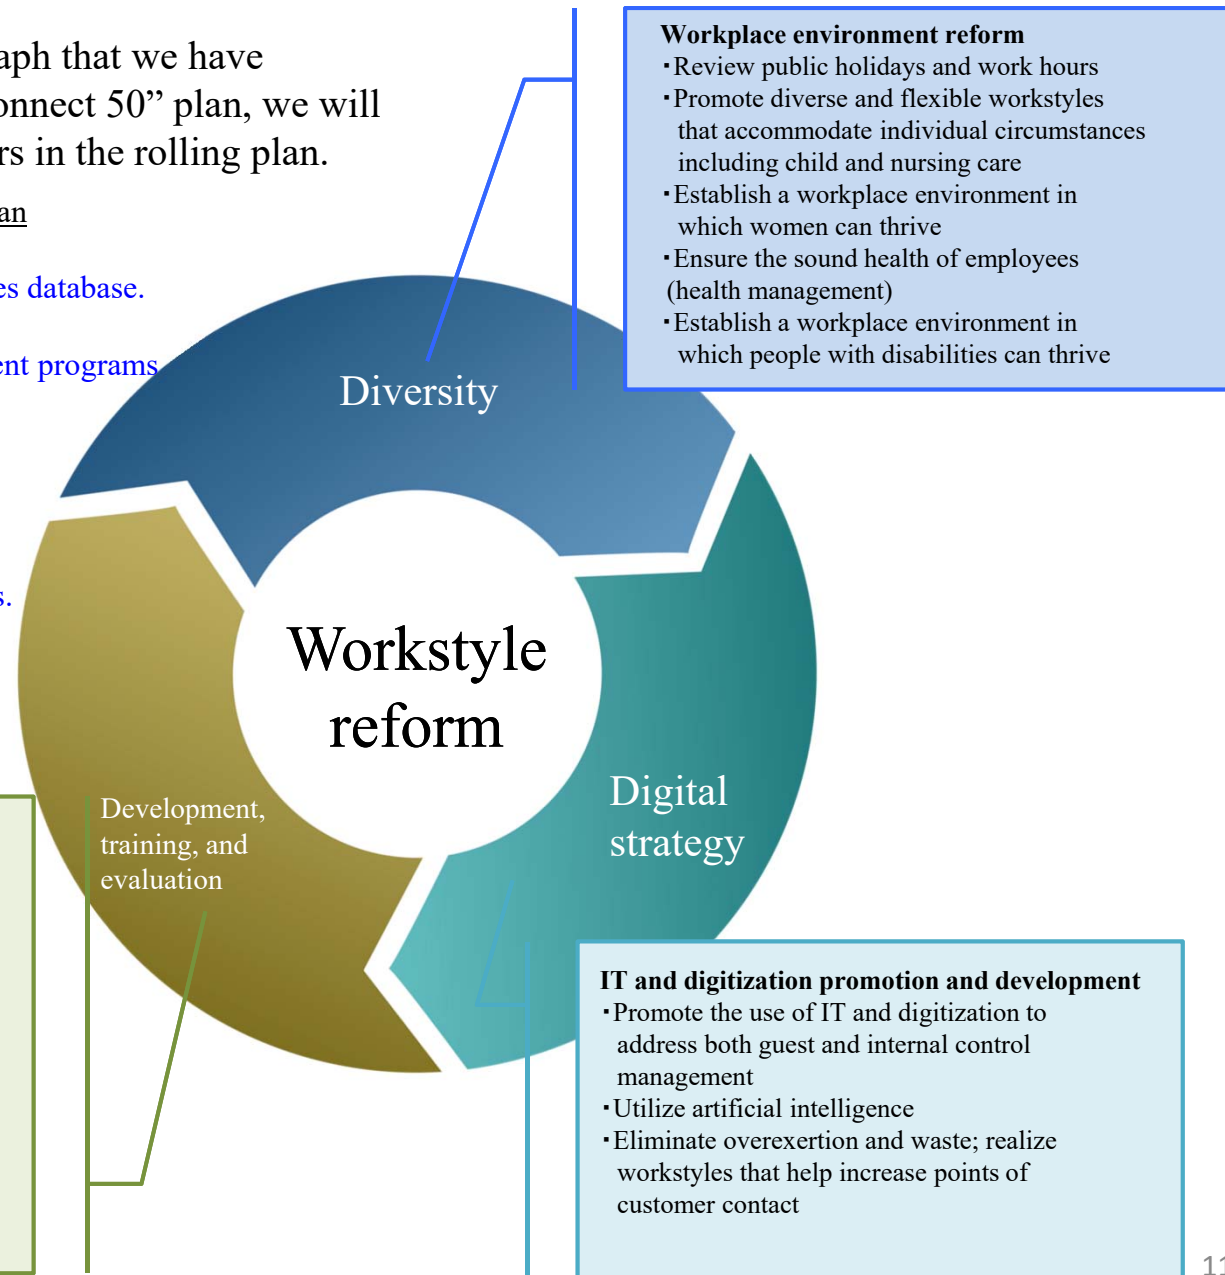 aph that we have
onnect 50” plan, we will
rs in the rolling plan.
an
es database.
ent programs
s.
Workplace environment reform
・Review public holidays and work hours
・Promote diverse and flexible workstyles
that accommodate individual circumstances
including child and nursing care
・Establish a workplace environment in
which women can thrive
・Ensure the sound health of employees
(health management)
・Establish a workplace environment in
which people with disabilities can thrive
Diversity
Workstyle
reform
Digital
strategy
Development,
training, and
evaluation
IT and digitization promotion and development
・Promote the use of IT and digitization to
address both guest and internal control
management
・Utilize artificial intelligence
・Eliminate overexertion and waste; realize
workstyles that help increase points of
customer contact
11